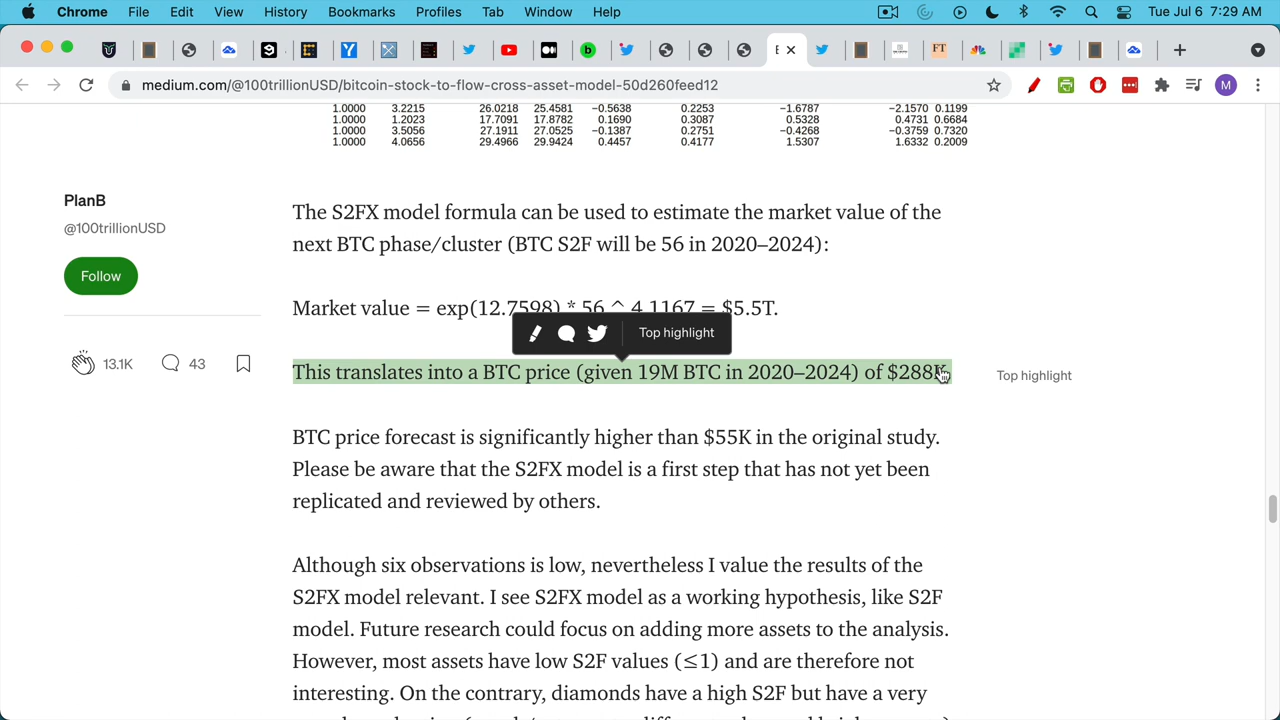 Chrome File Edit View History Bookmarks Profiles Tab Window Help Tue Jul 6 7:29 AM
medium.com/@100trillionUSD/bitcoin-stock-to-flow-cross-asset-model-50d260feed12
1.0000 3.2215 26.0218 25.4581 −0.5638 0.2253 −1.6787 −2.1570 0.1199
1.0000 1.2023 17.7091 17.8782 0.1690 0.3087 0.5328 0.4731 0.6684
1.0000 3.5056 27.1911 27.0525 −0.1387 0.2751 −0.4268 −0.3759 0.7320
1.0000 4.0656 29.4966 29.9424 0.4457 0.4177 1.5307 1.6332 0.2009
PlanB
@100trillionUSD
Follow
13.1K 43
The S2FX model formula can be used to estimate the market value of the
next BTC phase/cluster (BTC S2F will be 56 in 2020–2024):
Market value = exp(12.7598) * 56 ^ 4.1167 = $5.5T.
Top highlight
This translates into a BTC price (given 19M BTC in 2020–2024) of $288K
Top highlight
BTC price forecast is significantly higher than $55K in the original study.
Please be aware that the S2FX model is a first step that has not yet been
replicated and reviewed by others.
Although six observations is low, nevertheless I value the results of the
S2FX model relevant. I see S2FX model as a working hypothesis, like S2F
model. Future research could focus on adding more assets to the analysis.
However, most assets have low S2F values (≤1) and are therefore not
interesting. On the contrary, diamonds have a high S2F but have a very